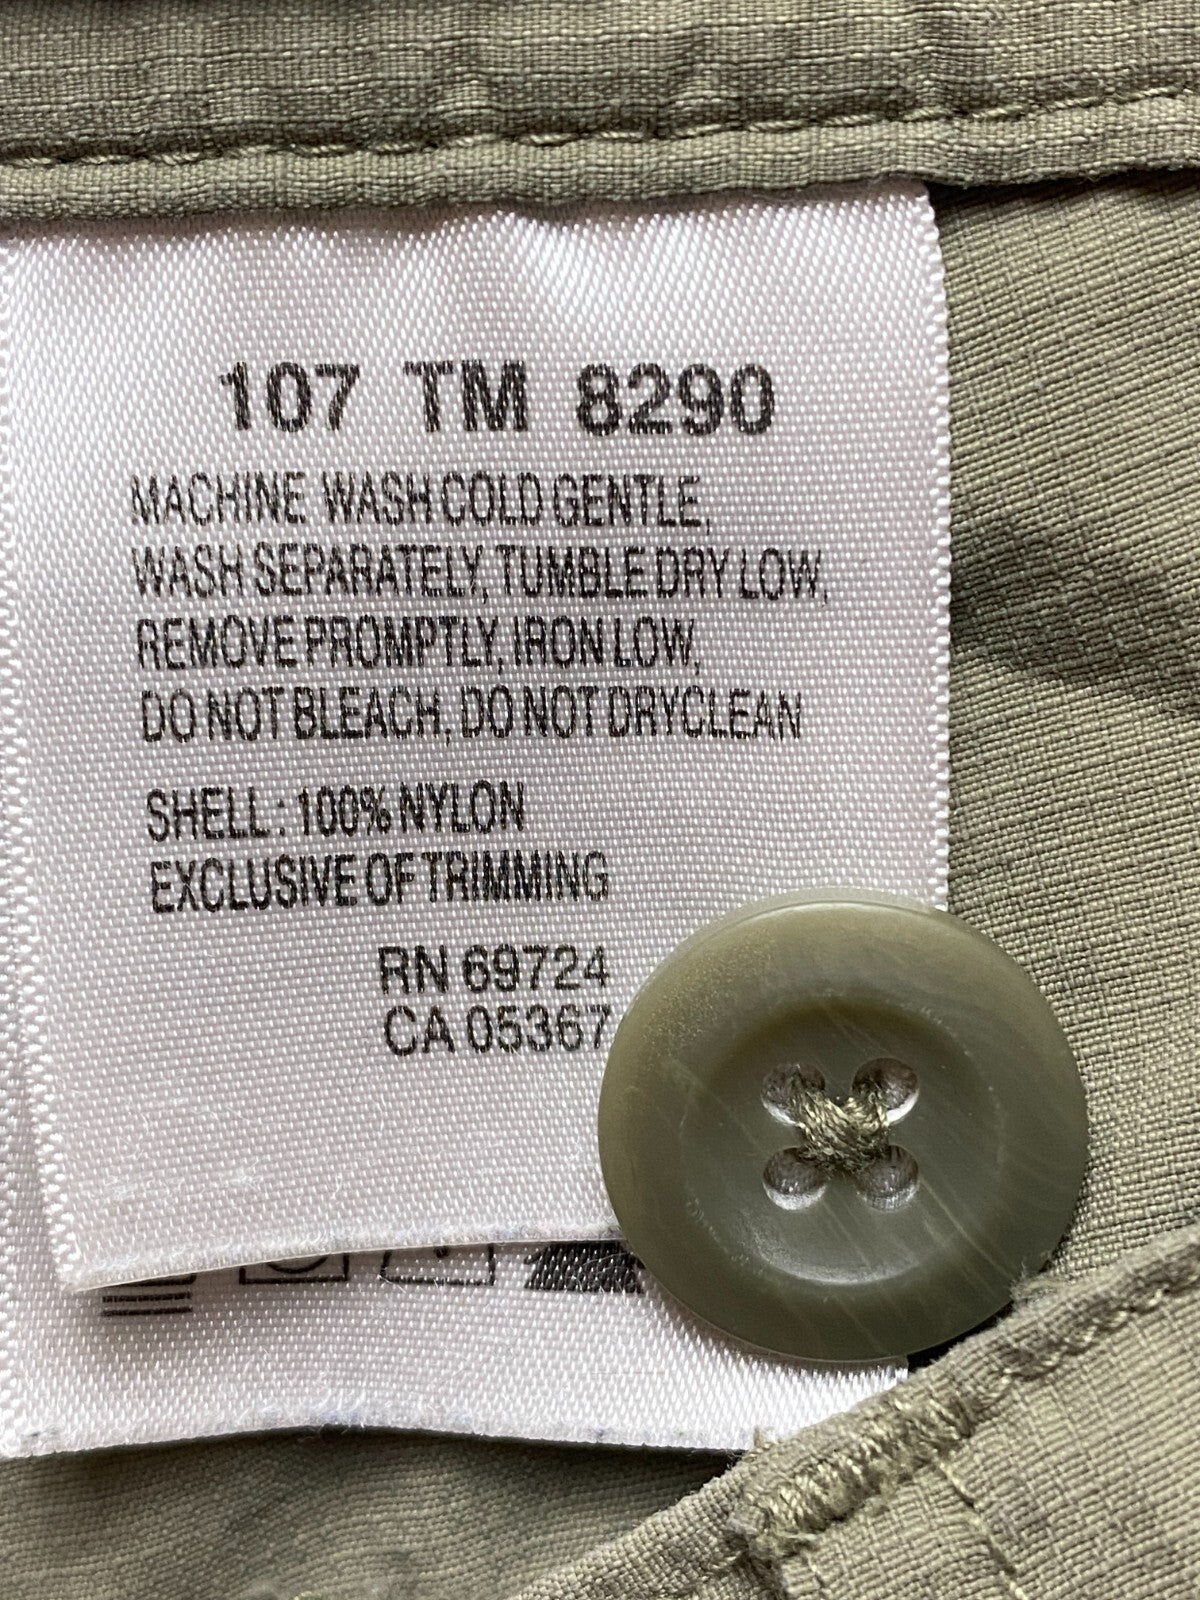 107 TM 8290
MACHINE WASH COLD GENTLE,
WASH SEPARATELY, TUMBLE DRY LOW,
REMOVE PROMPTLY, IRON LOW,
DO NOT BLEACH, DO NOT DRYCLEAN
SHELL: 100% NYLON
EXCLUSIVE OF TRIMMING
RN 69724
CA 05367